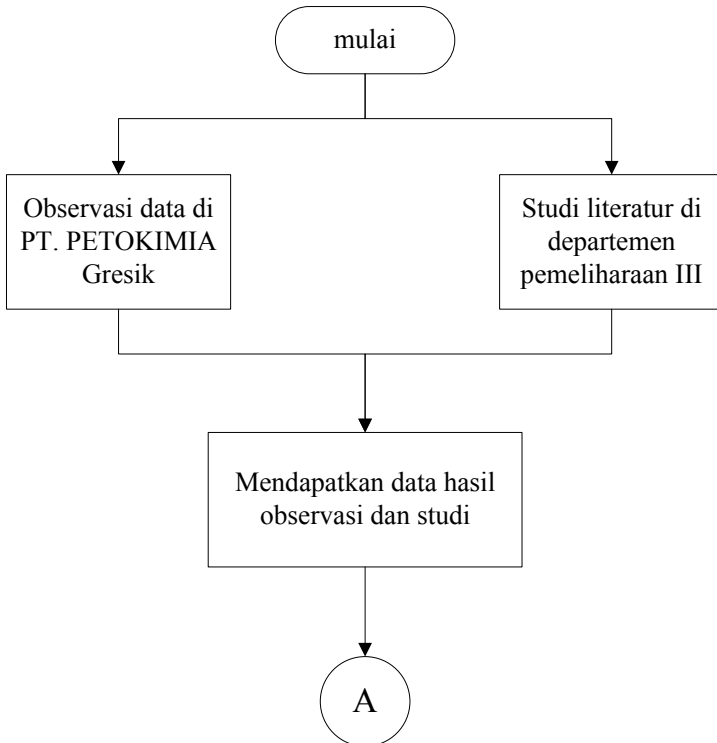 mulai
Observasi data di
PT. PETOKIMIA
Gresik
Studi literatur di
departemen
pemeliharaan III
Mendapatkan data hasil
observasi dan studi
A